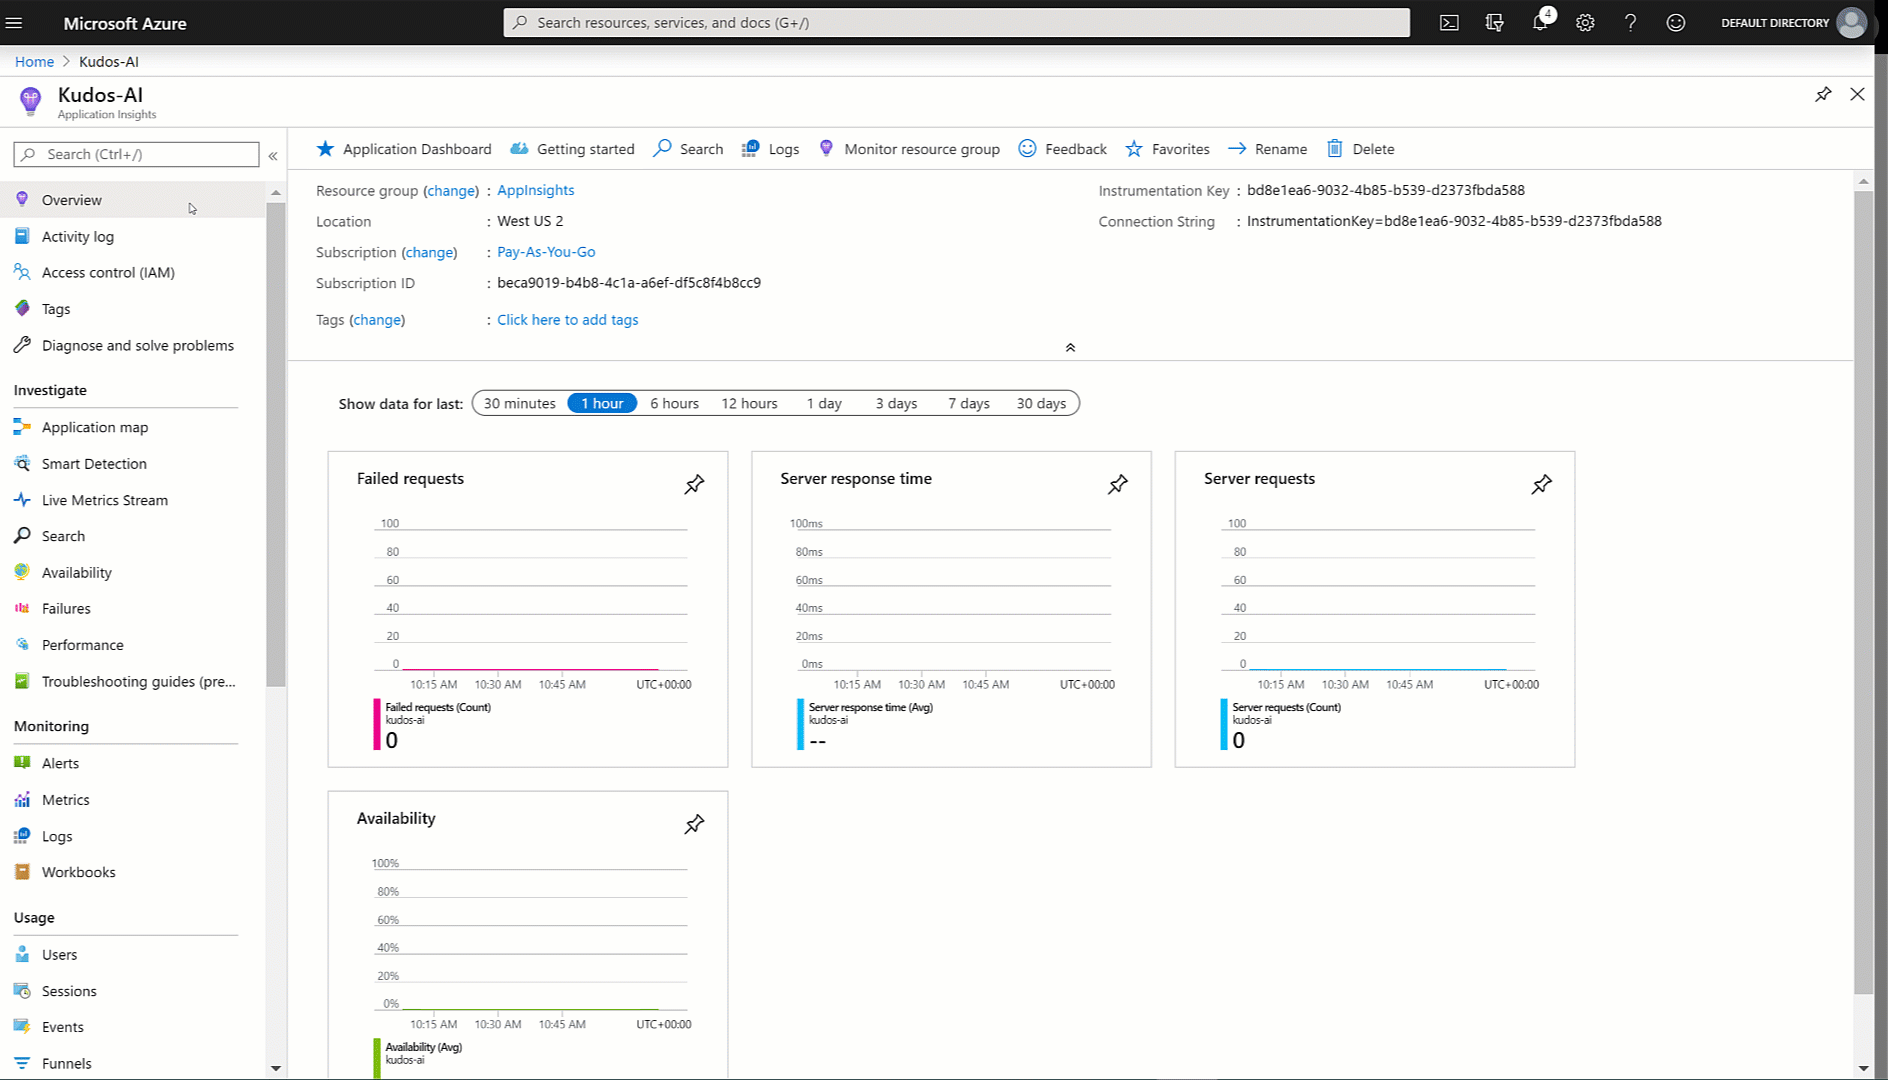 Microsoft Azure
Search resources, services, and docs (G+/)
4
DEFAULT DIRECTORY
Home > Kudos-AI
Kudos-AI
Application Insights
Search (Ctrl+/)
«
Overview
Activity log
Access control (IAM)
Tags
Diagnose and solve problems
Investigate
Application map
Smart Detection
Live Metrics Stream
Search
Availability
Failures
Performance
Troubleshooting guides (pre...
Monitoring
Alerts
Metrics
Logs
Workbooks
Usage
Users
Sessions
Events
Funnels
Application Dashboard
Getting started
Search
Logs
Monitor resource group
Feedback
Favorites
Rename
Delete
Resource group (change) : AppInsights
Location : West US 2
Subscription (change) : Pay-As-You-Go
Subscription ID : beca9019-b4b8-4c1a-a6ef-df5c8f4b8cc9
Tags (change) : Click here to add tags
Instrumentation Key : bd8e1ea6-9032-4b85-b539-d2373fbda588
Connection String : InstrumentationKey=bd8e1ea6-9032-4b85-b539-d2373fbda588
Show data for last: 30 minutes 1 hour 6 hours 12 hours 1 day 3 days 7 days 30 days
Failed requests
100
80
60
40
20
0
10:15 AM 10:30 AM 10:45 AM UTC+00:00
Failed requests (Count)
kudos-ai
0
Server response time
100ms
80ms
60ms
40ms
20ms
0ms
10:15 AM 10:30 AM 10:45 AM UTC+00:00
Server response time (Avg)
kudos-ai
--
Server requests
100
80
60
40
20
0
10:15 AM 10:30 AM 10:45 AM UTC+00:00
Server requests (Count)
kudos-ai
0
Availability
100%
80%
60%
40%
20%
0%
10:15 AM 10:30 AM 10:45 AM UTC+00:00
Availability (Avg)
kudos-ai